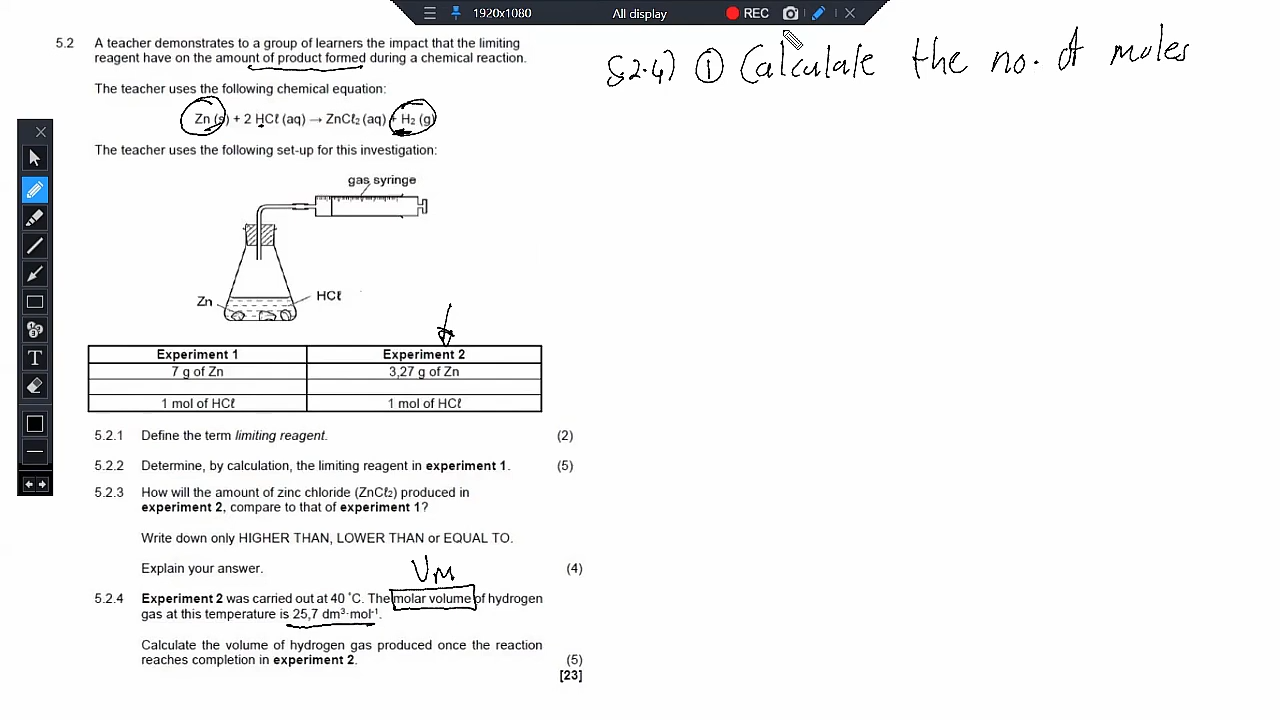 1920x1080 All display REC
5.2 A teacher demonstrates to a group of learners the impact that the limiting
reagent have on the amount of product formed during a chemical reaction.
The teacher uses the following chemical equation:
Zn (s) + 2 HCℓ (aq) → ZnCℓ₂ (aq) + H₂ (g)
The teacher uses the following set-up for this investigation:
gas syringe
Zn
HCℓ
Experiment 1 Experiment 2
7 g of Zn 3,27 g of Zn
1 mol of HCℓ 1 mol of HCℓ
5.2.1 Define the term limiting reagent. (2)
5.2.2 Determine, by calculation, the limiting reagent in experiment 1. (5)
5.2.3 How will the amount of zinc chloride (ZnCℓ₂) produced in
experiment 2, compare to that of experiment 1?
Write down only HIGHER THAN, LOWER THAN or EQUAL TO.
Explain your answer. (4)
VM
5.2.4 Experiment 2 was carried out at 40 ˚C. The molar volume of hydrogen
gas at this temperature is 25,7 dm³·mol⁻¹.
Calculate the volume of hydrogen gas produced once the reaction
reaches completion in experiment 2. (5)
[23]
5.2.4) ① Calculate the no. of moles
T